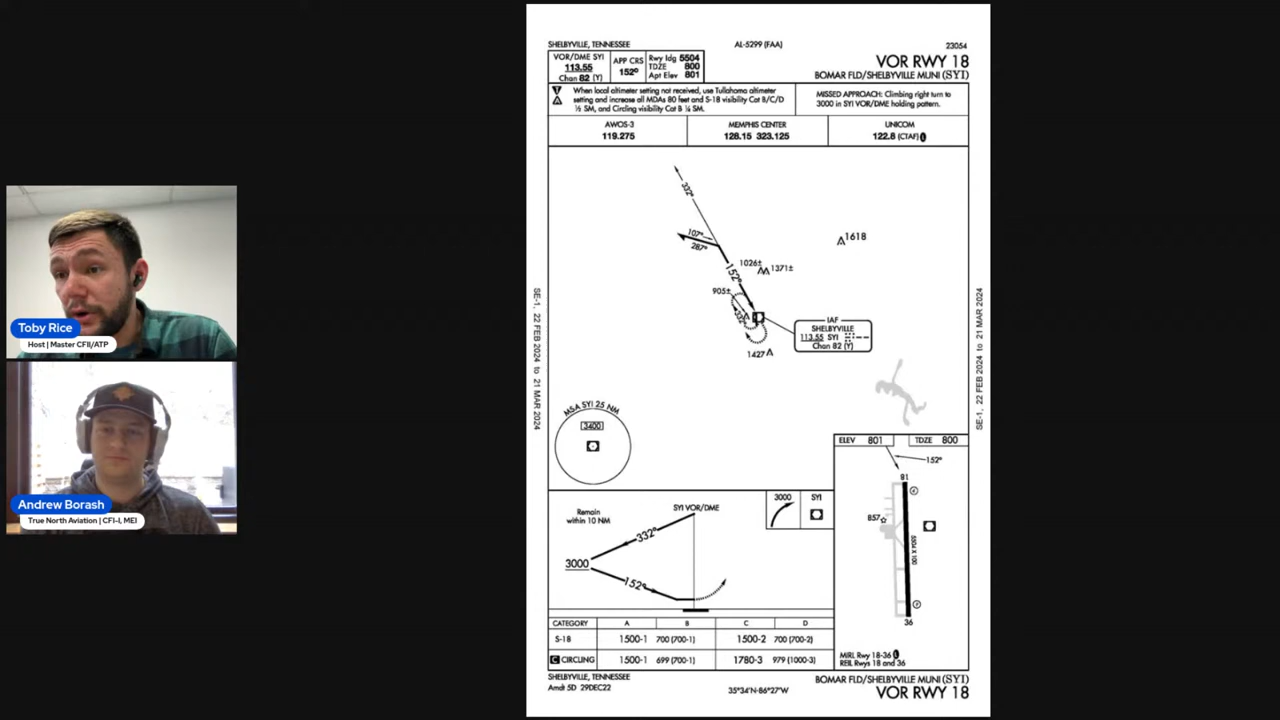 SHELBYVILLE, TENNESSEE
AL-5299 (FAA)
23054
VOR/DME SYI
113.55
Chan 82 (Y)
APP CRS
152°
Rwy ldg 5504
TDZE 800
Apt Elev 801
VOR RWY 18
BOMAR FLD/SHELBYVILLE MUNI (SYI)
T
A
When local altimeter setting not received, use Tullahoma altimeter
setting and increase all MDAs 80 feet and S-18 visibility Cat B/C/D
½ SM, and Circling visibility Cat B ¼ SM.
MISSED APPROACH: Climbing right turn to
3000 in SYI VOR/DME holding pattern.
AWOS-3
119.275
MEMPHIS CENTER
128.15 323.125
UNICOM
122.8 (CTAF) L
332°
107°
287°
152°
1618
1026±
1371±
905±
332°
IAF
SHELBYVILLE
113.55 SYI
Chan 82 (Y)
1427
SE-1, 22 FEB 2024 to 21 MAR 2024
SE-1, 22 FEB 2024 to 21 MAR 2024
MSA SYI 25 NM
3400
Toby Rice
Host | Master CFII/ATP
Andrew Borash
True North Aviation | CFI-I, MEI
ELEV 801
TDZE 800
152°
18
857
5504 X 100
36
MIRL Rwy 18-36 L
REIL Rwys 18 and 36
Remain
within 10 NM
SYI VOR/DME
3000
SYI
332°
3000
152°
CATEGORY A B C D
S-18 1500-1 700 (700-1) 1500-2 700 (700-2)
C CIRCLING 1500-1 699 (700-1) 1780-3 979 (1000-3)
SHELBYVILLE, TENNESSEE
Amdt 5D 29DEC22
35°34'N-86°27'W
BOMAR FLD/SHELBYVILLE MUNI (SYI)
VOR RWY 18